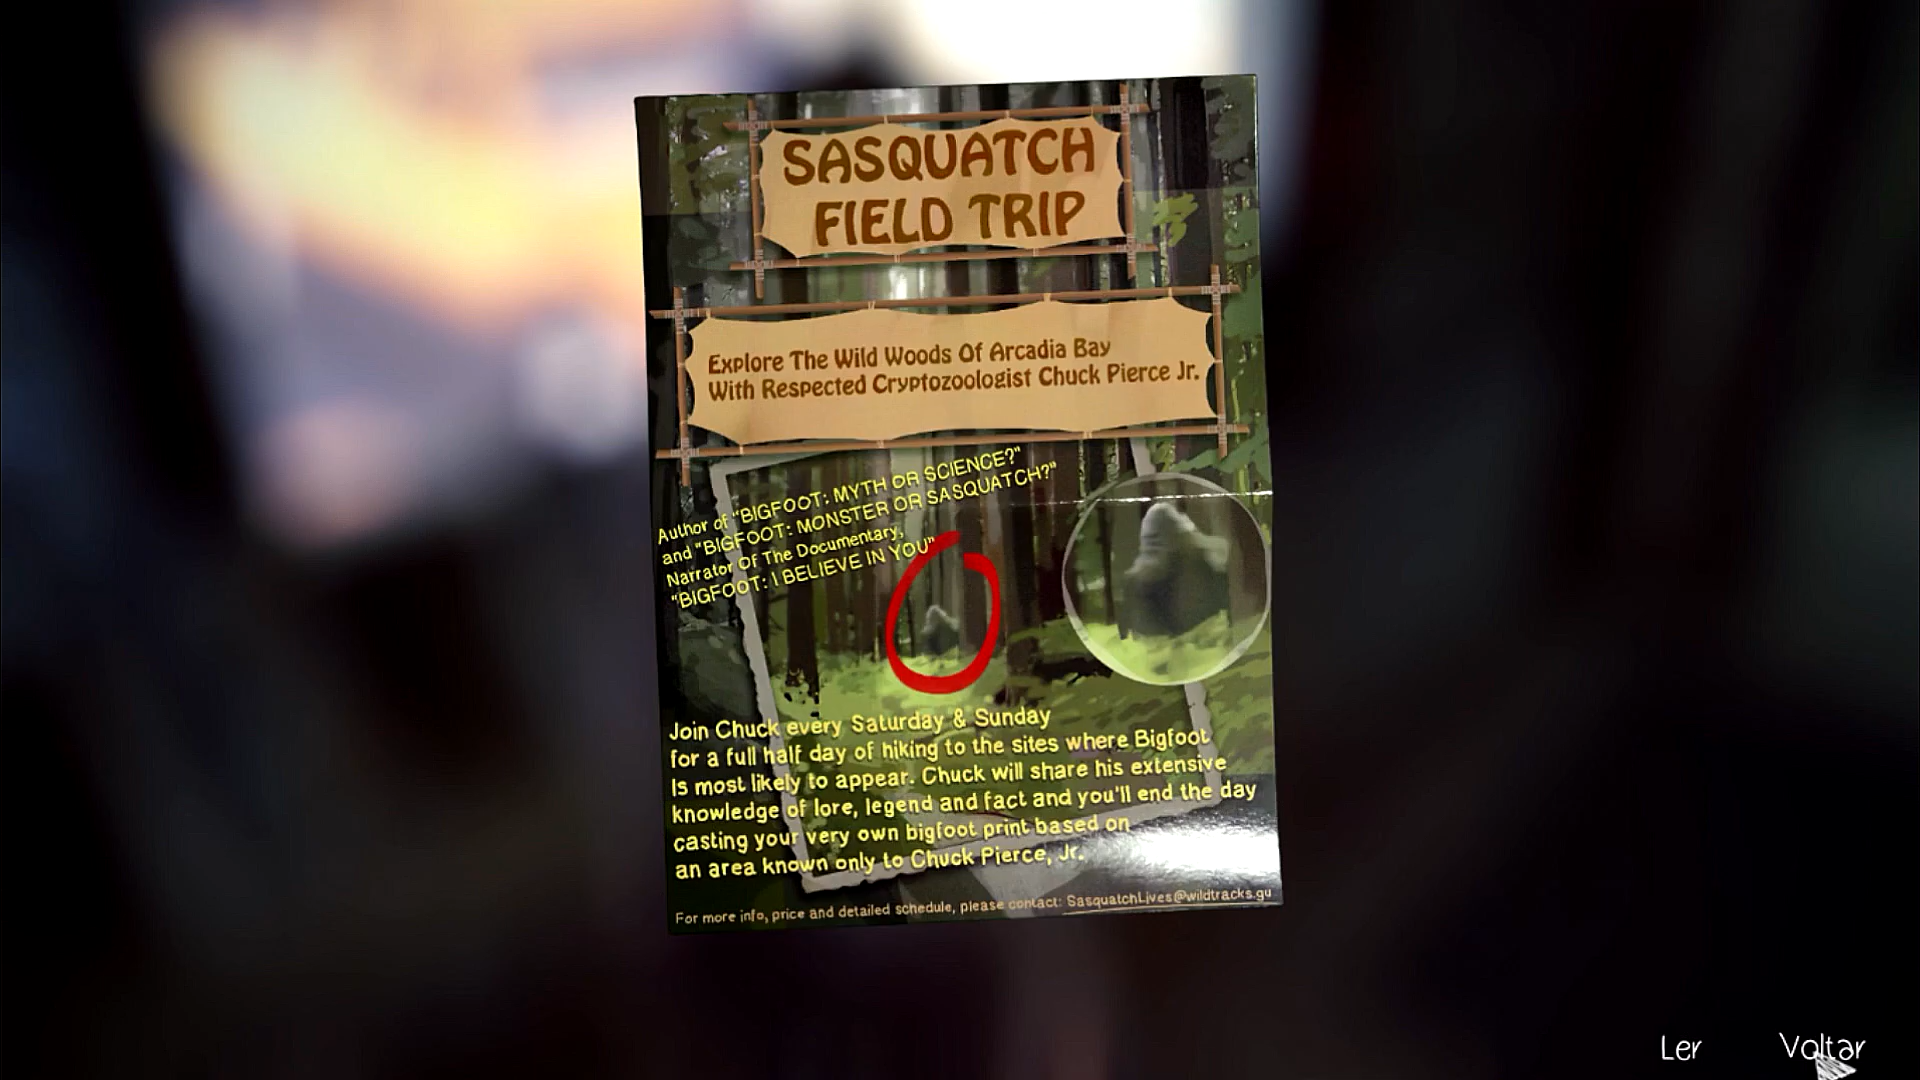 SASQUATCH
FIELD TRIP
Explore The Wild Woods Of Arcadia Bay
With Respected Cryptozoologist Chuck Pierce Jr.
Author of "BIGFOOT: MYTH OR SCIENCE?"
and "BIGFOOT: MONSTER OR SASQUATCH?"
Narrator Of The Documentary,
"BIGFOOT: I BELIEVE IN YOU"
Join Chuck every Saturday & Sunday
for a full half day of hiking to the sites where Bigfoot
Is most likely to appear. Chuck will share his extensive
knowledge of lore, legend and fact and you'll end the day
casting your very own bigfoot print based on
an area known only to Chuck Pierce, Jr.
For more info, price and detailed schedule, please contact: SasquatchLives@wildtracks.gu
Ler Voltar